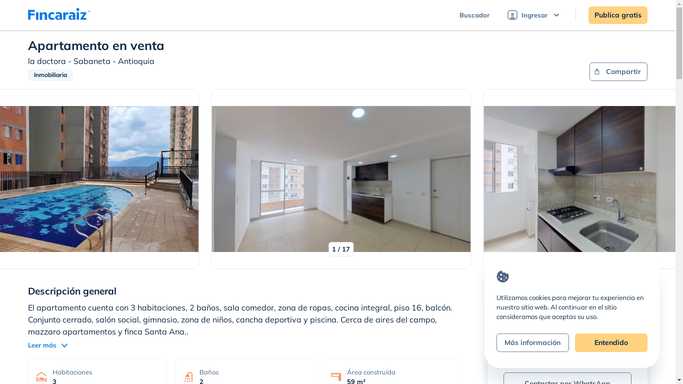 Fincaraiz
Buscador
Ingresar
Publica gratis
Apartamento en venta
la doctora - Sabaneta - Antioquia
Inmobiliaria
Compartir
1 / 17
Descripción general
El apartamento cuenta con 3 habitaciones, 2 baños, sala comedor, zona de ropas, cocina integral, piso 16, balcón.
Conjunto cerrado, salón social, gimnasio, zona de niños, cancha deportiva y piscina. Cerca de aires del campo,
mazzaro apartamentos y finca Santa Ana,.
Leer más
Utilizamos cookies para mejorar tu experiencia en
nuestro sitio web. Al continuar en el sitio
consideramos que aceptas su uso.
Más información
Entendido
Habitaciones
3
Baños
2
Área construida
59 m²
Contactar por WhatsApp